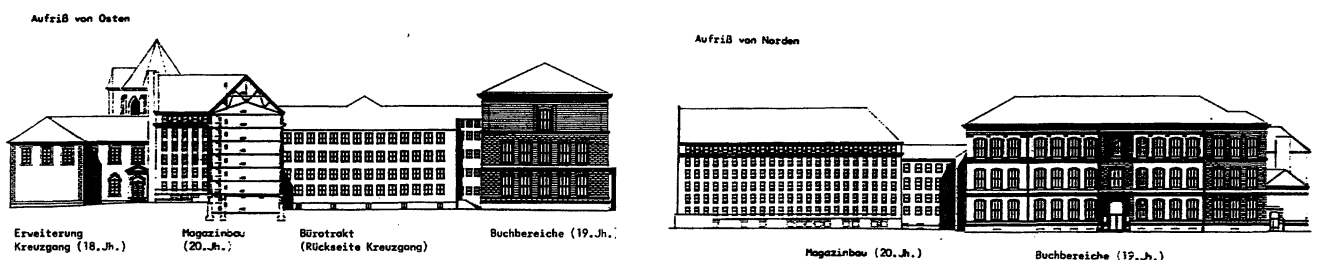 Aufriß von Osten
Erweiterung
Kreuzgang (18.Jh.)
Magazinbau
(20.Jh.)
Bürotrakt
(Rückseite Kreuzgang)
Buchbereiche (19.Jh.
Aufriß von Norden
Magazinbau (20.Jh.)
Buchbereiche (19.Jh.)